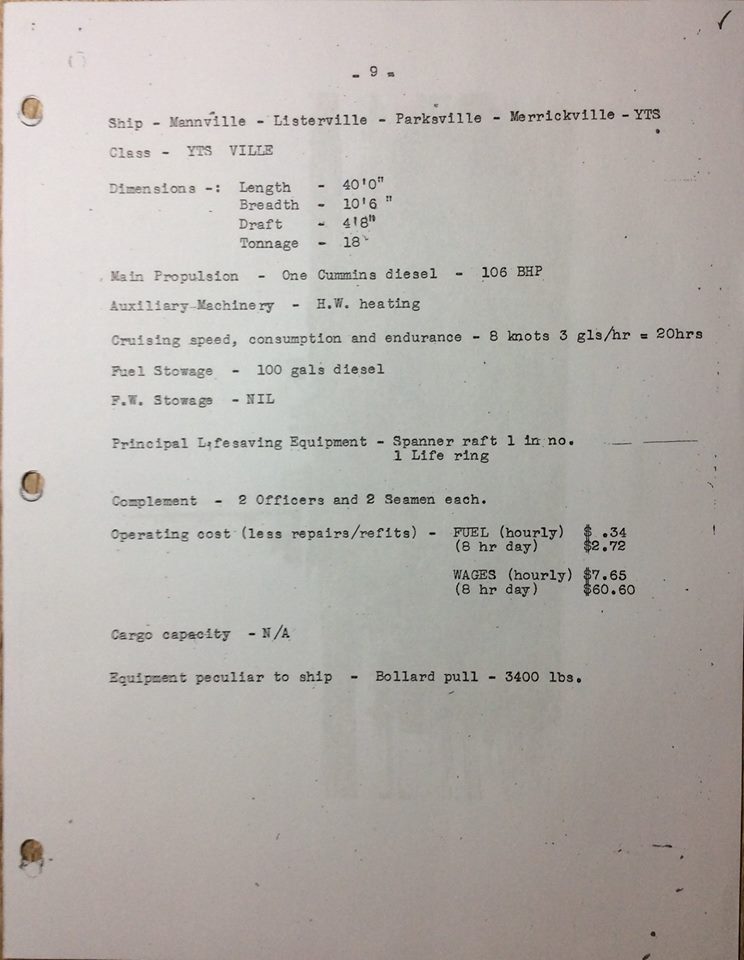 - 9 -
Ship - Mannville - Listerville - Parksville - Merrickville - YTS
Class - YTS VILLE
Dimensions -: Length - 40'0"
Breadth - 10'6 "
Draft - 4'8"
Tonnage - 18
Main Propulsion - One Cummins diesel - 106 BHP
Auxiliary Machinery - H.W. heating
Cruising speed, consumption and endurance - 8 knots 3 gls/hr = 20hrs
Fuel Stowage - 100 gals diesel
F.W. Stowage - NIL
Principal Lifesaving Equipment - Spanner raft 1 in no.
1 Life ring
Complement - 2 Officers and 2 Seamen each.
Operating cost (less repairs/refits) - FUEL (hourly) $ .34
(8 hr day) $2.72
WAGES (hourly) $7.65
(8 hr day) $60.60
Cargo capacity - N/A
Equipment peculiar to ship - Bollard pull - 3400 lbs.